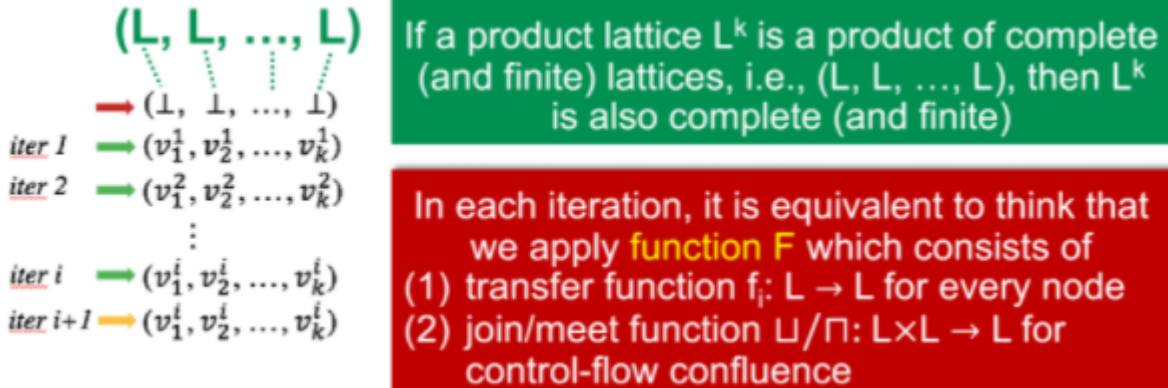 (L, L, ..., L)
(⊥, ⊥, ..., ⊥)
iter 1 (v₁¹, v₂¹, ..., vₖ¹)
iter 2 (v₁², v₂², ..., vₖ²)
⋮
iter i (v₁ⁱ, v₂ⁱ, ..., vₖⁱ)
iter i+1 (v₁ⁱ, v₂ⁱ, ..., vₖⁱ)
If a product lattice Lᵏ is a product of complete
(and finite) lattices, i.e., (L, L, ..., L), then Lᵏ
is also complete (and finite)
In each iteration, it is equivalent to think that
we apply function F which consists of
(1) transfer function fᵢ: L → L for every node
(2) join/meet function ⊔/⊓: L×L → L for
control-flow confluence